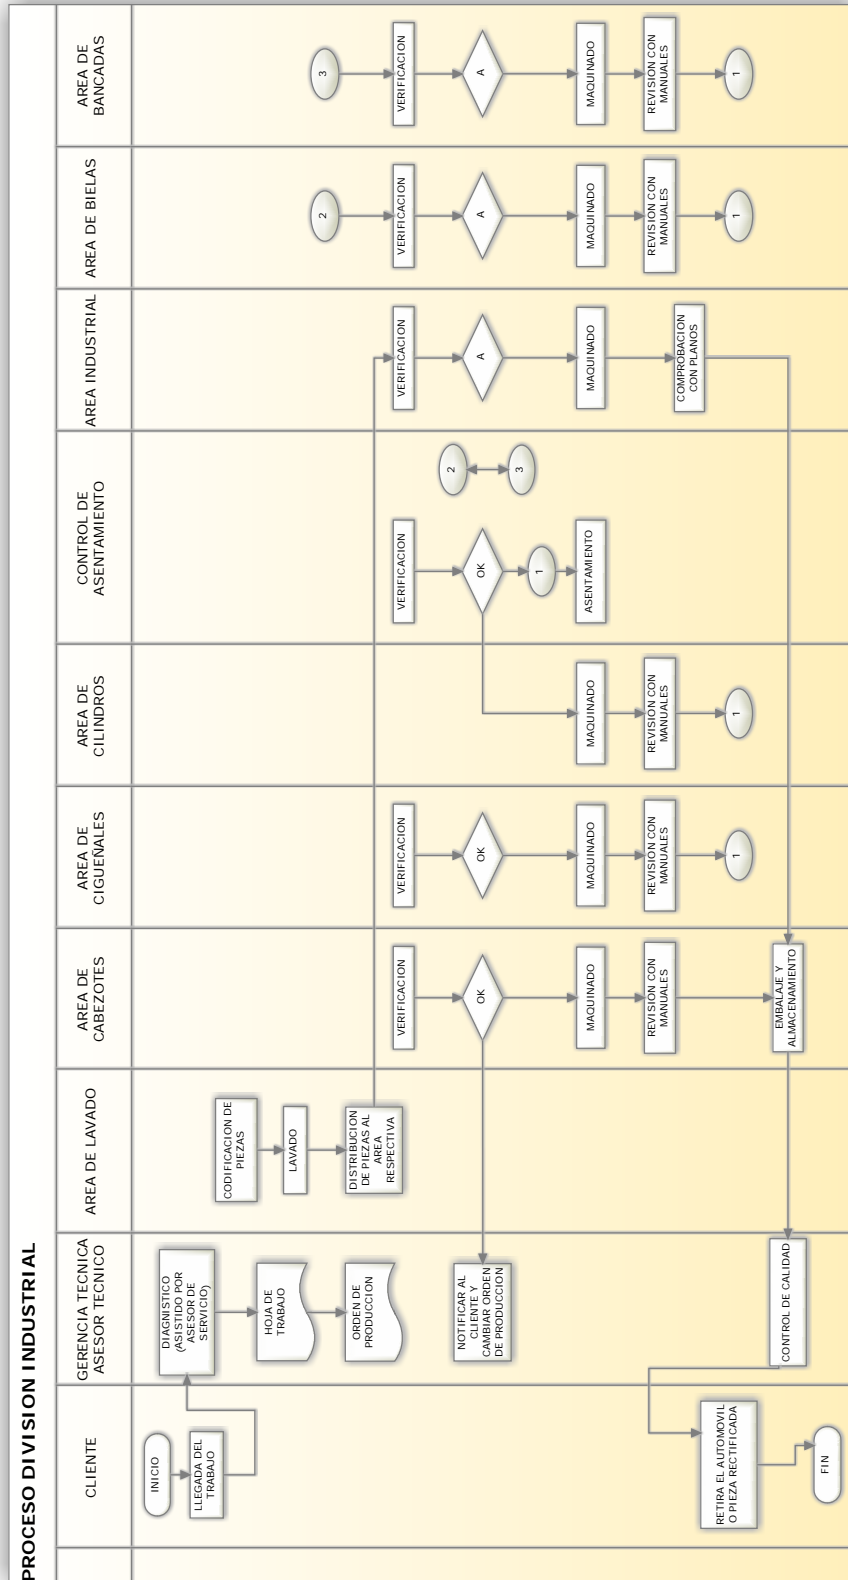 PROCESO DIVISION INDUSTRIAL
CLIENTE
INICIO
LLEGADA DEL
TRABAJO
RETIRA EL AUTOMOVIL
O PIEZA RECTIFICADA
FIN
GERENCIA TECNICA
ASESOR TECNICO
DIAGNISTICO
(ASISTIDO POR
ASESOR DE
SERVICIO)
HOJA DE
TRABAJO
ORDEN DE
PRODUCCION
NOTIFICAR AL
CLIENTE Y
CAMBIAR ORDEN
DE PRODUCCION
CONTROL DE CALIDAD
AREA DE LAVADO
CODIFICACION DE
PIEZAS
LAVADO
DISTRIBUCION
DE PIEZAS AL
AREA
RESPECTIVA
AREA DE
CABEZOTES
VERIFICACION
OK
MAQUINADO
REVISION CON
MANUALES
EMBALAJE Y
ALMACENAMIENTO
AREA DE
CIGUEÑALES
VERIFICACION
OK
MAQUINADO
REVISION CON
MANUALES
1
AREA DE
CILINDROS
MAQUINADO
REVISION CON
MANUALES
1
CONTROL DE
ASENTAMIENTO
VERIFICACION
OK
1
ASENTAMIENTO
2
3
AREA INDUSTRIAL
VERIFICACION
A
MAQUINADO
COMPROBACION
CON PLANOS
AREA DE BIELAS
2
VERIFICACION
A
MAQUINADO
REVISION CON
MANUALES
1
AREA DE
BANCADAS
3
VERIFICACION
A
MAQUINADO
REVISION CON
MANUALES
1